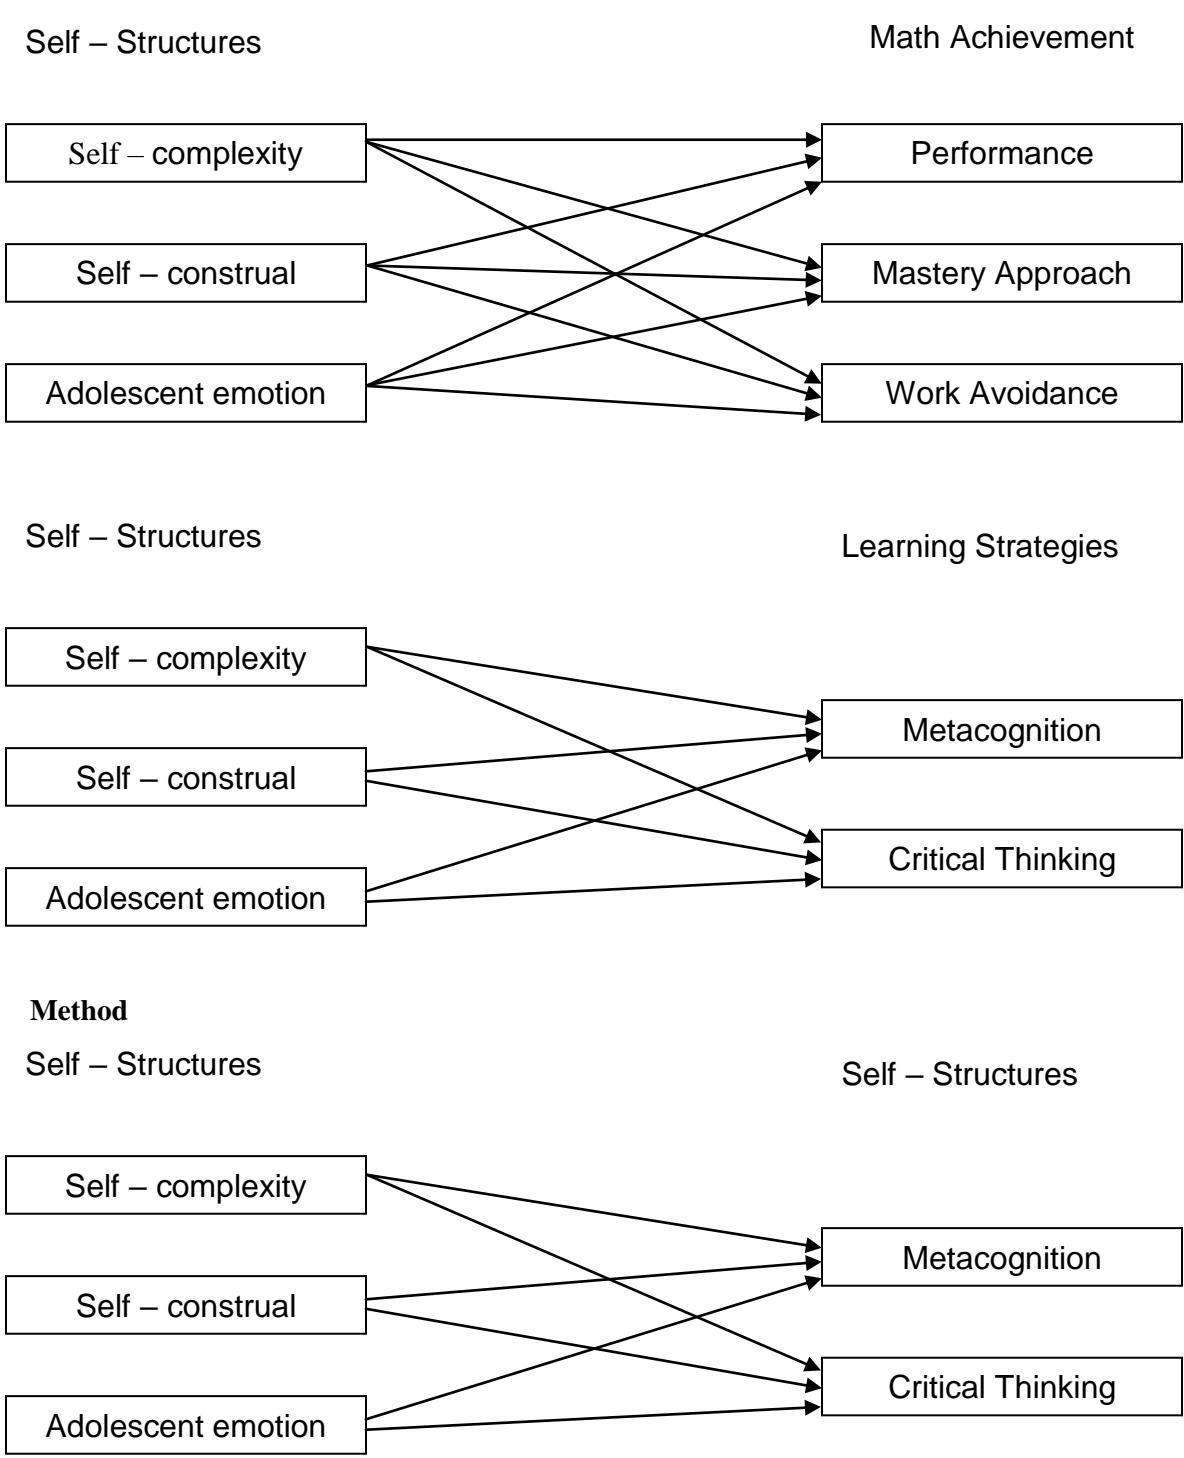 Self – Structures
Math Achievement
Self – complexity
Performance
Self – construal
Mastery Approach
Adolescent emotion
Work Avoidance
Self – Structures
Learning Strategies
Self – complexity
Metacognition
Self – construal
Critical Thinking
Adolescent emotion
Method
Self – Structures
Self – Structures
Self – complexity
Metacognition
Self – construal
Critical Thinking
Adolescent emotion